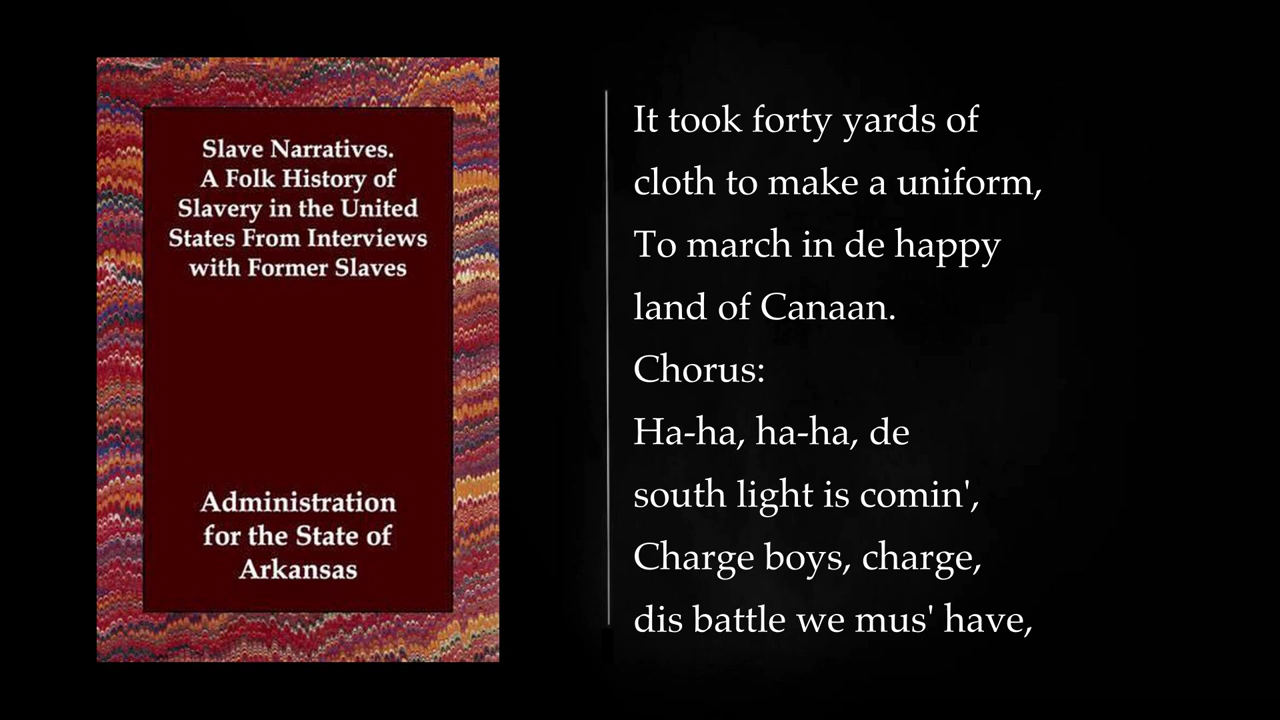 Slave Narratives.
A Folk History of
Slavery in the United
States From Interviews
with Former Slaves
Administration
for the State of
Arkansas
It took forty yards of
cloth to make a uniform,
To march in de happy
land of Canaan.
Chorus:
Ha-ha, ha-ha, de
south light is comin',
Charge boys, charge,
dis battle we mus' have,